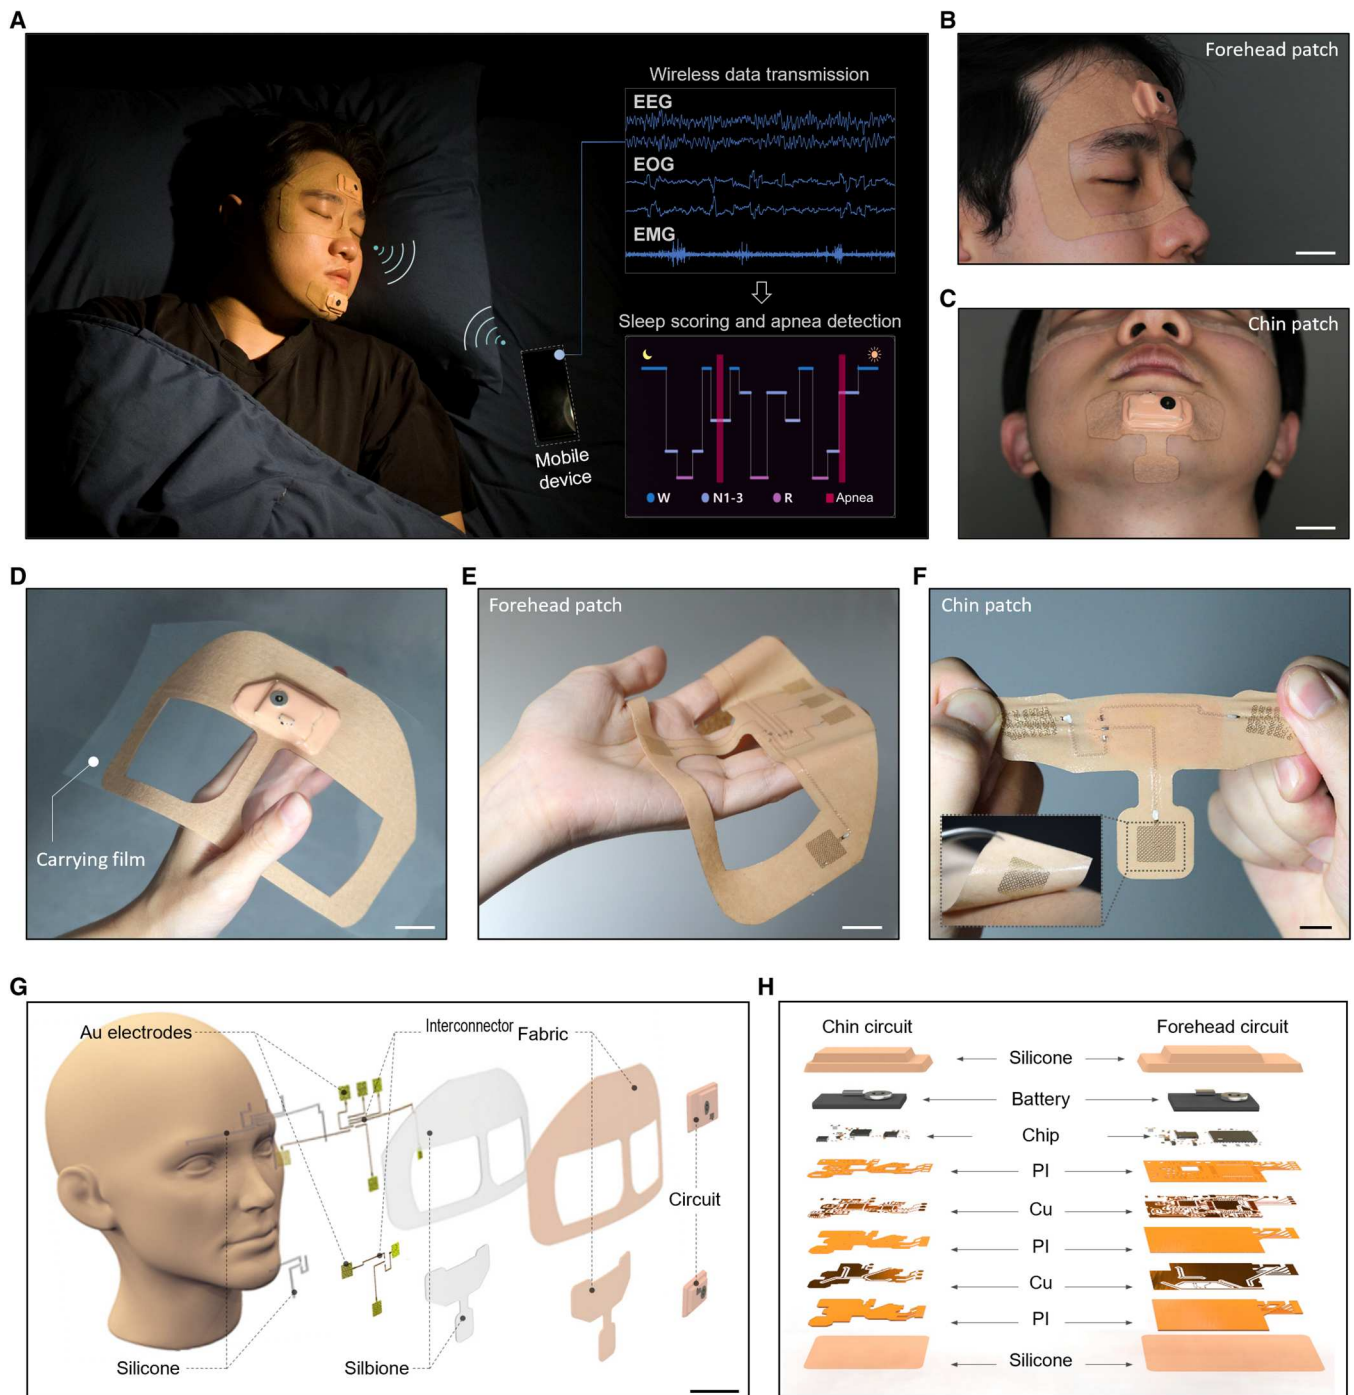 A
Wireless data transmission
EEG
EOG
EMG
Sleep scoring and apnea detection
W N1-3 R Apnea
Mobile
device
B
Forehead patch
C
Chin patch
D
Carrying film
E
Forehead patch
F
Chin patch
G
Au electrodes
Interconnector
Fabric
Circuit
Silicone
Silbione
H
Chin circuit
Forehead circuit
Silicone
Battery
Chip
PI
Cu
PI
Cu
PI
Silicone